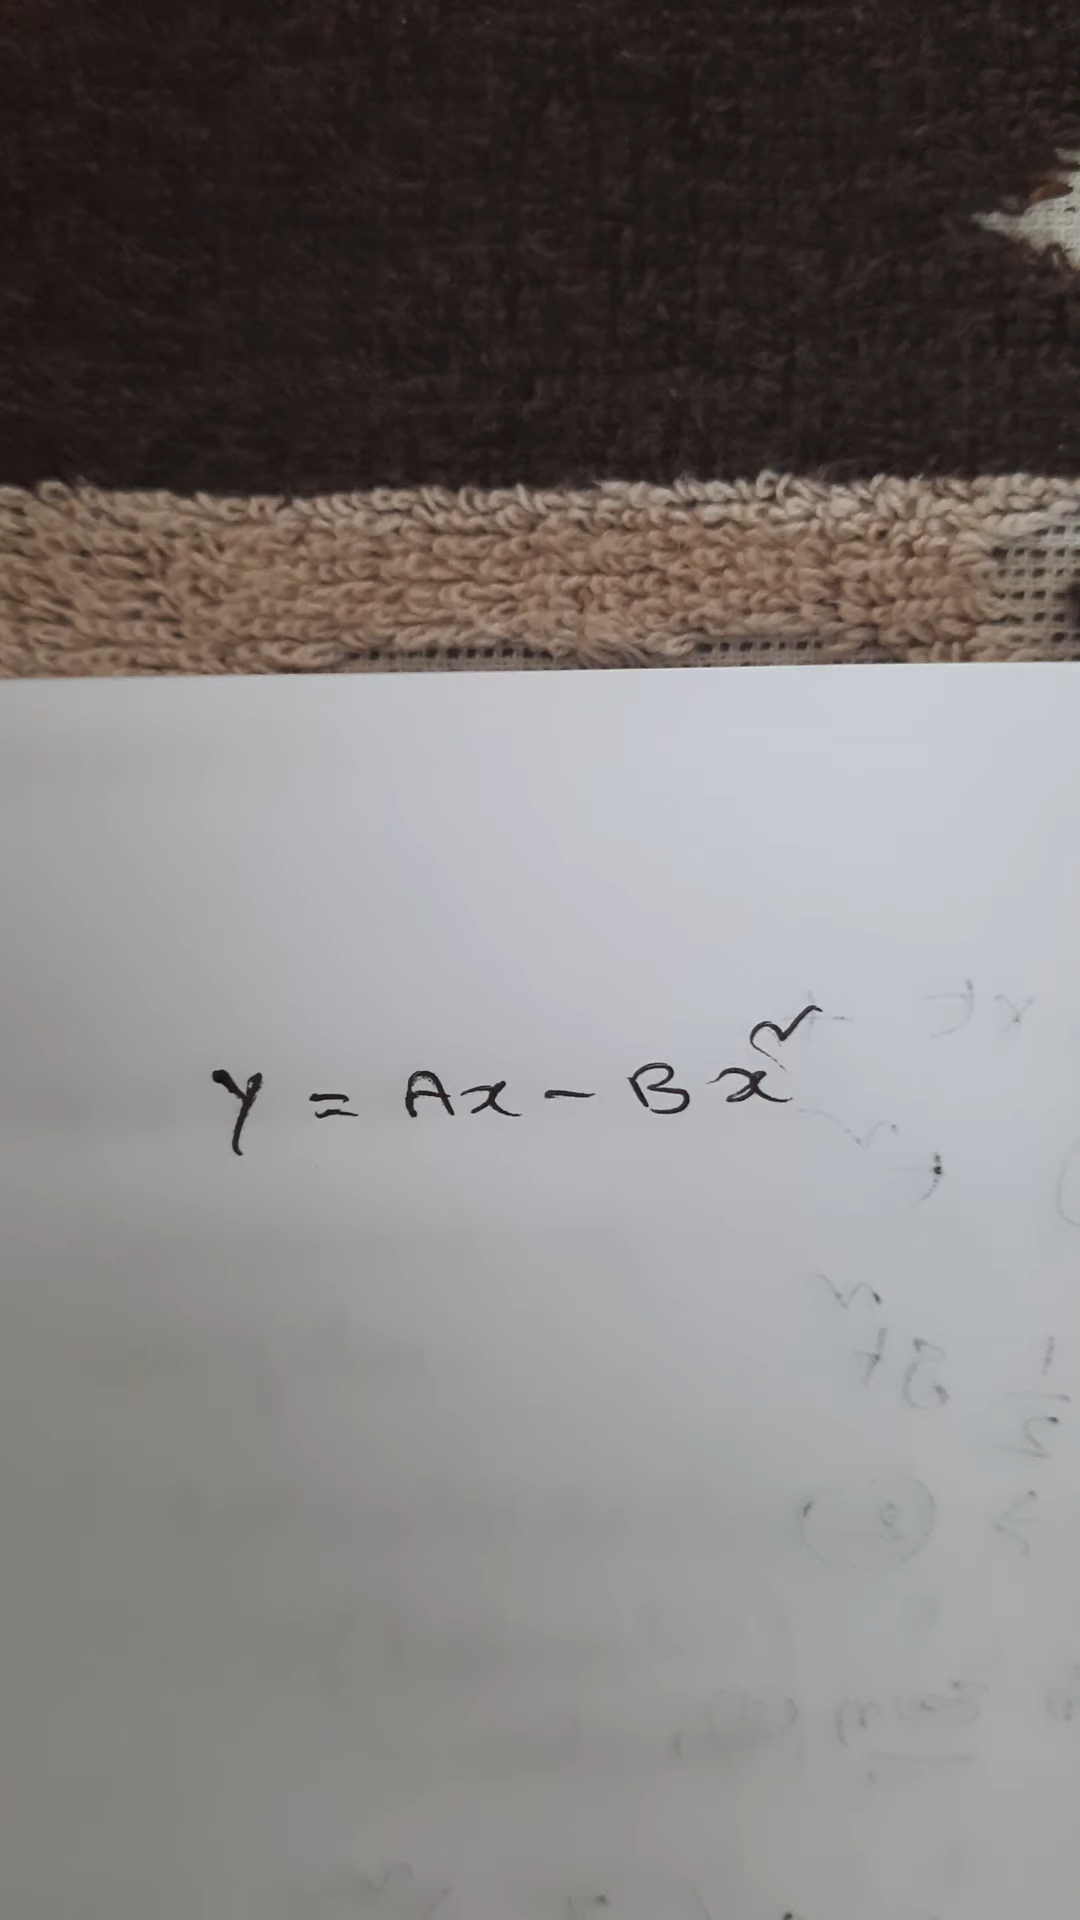 Y = Ax - Bx²